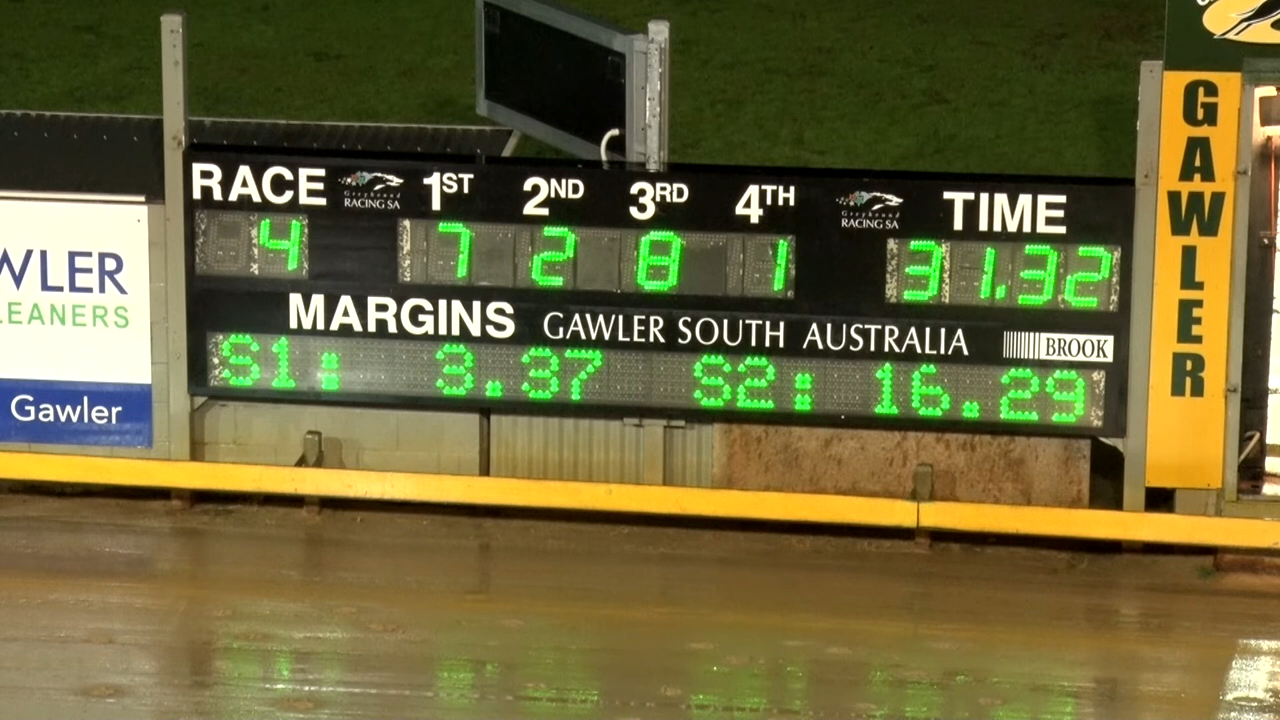 RACE 1ST 2ND 3RD 4TH TIME
Greyhound RACING SA
Greyhound RACING SA
4 7 2 8 1 31.32
MARGINS GAWLER SOUTH AUSTRALIA BROOK
S1: 3.37 S2: 16.29
WLER
LEANERS
Gawler
GAWLER